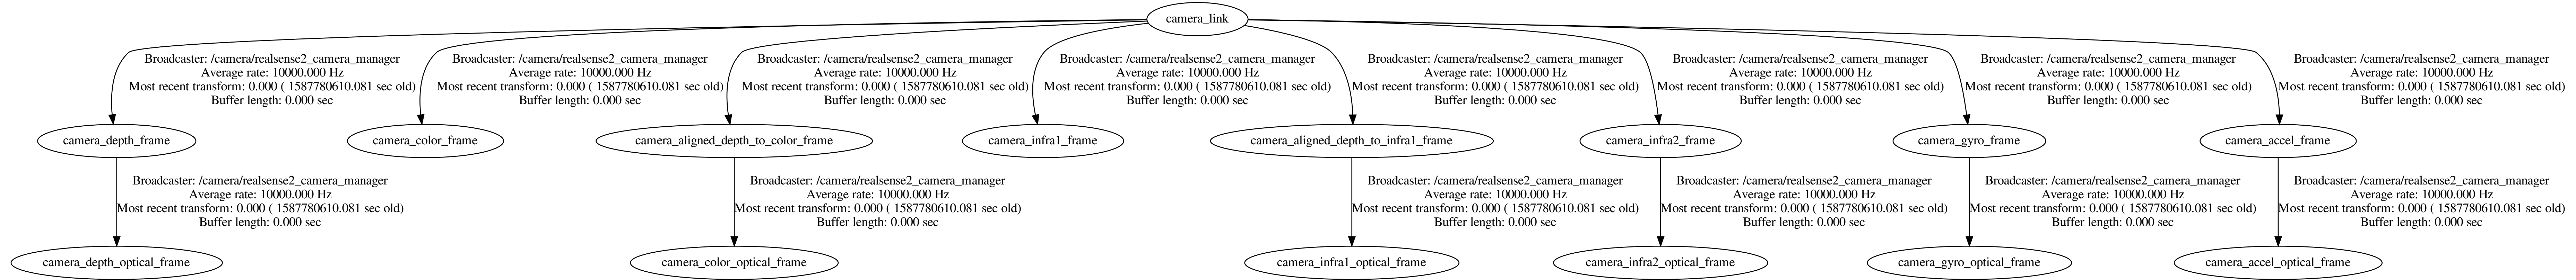 camera_link
Broadcaster: /camera/realsense2_camera_manager
Average rate: 10000.000 Hz
Most recent transform: 0.000 ( 1587780610.081 sec old)
Buffer length: 0.000 sec
Broadcaster: /camera/realsense2_camera_manager
Average rate: 10000.000 Hz
Most recent transform: 0.000 ( 1587780610.081 sec old)
Buffer length: 0.000 sec
Broadcaster: /camera/realsense2_camera_manager
Average rate: 10000.000 Hz
Most recent transform: 0.000 ( 1587780610.081 sec old)
Buffer length: 0.000 sec
Broadcaster: /camera/realsense2_camera_manager
Average rate: 10000.000 Hz
Most recent transform: 0.000 ( 1587780610.081 sec old)
Buffer length: 0.000 sec
Broadcaster: /camera/realsense2_camera_manager
Average rate: 10000.000 Hz
Most recent transform: 0.000 ( 1587780610.081 sec old)
Buffer length: 0.000 sec
Broadcaster: /camera/realsense2_camera_manager
Average rate: 10000.000 Hz
Most recent transform: 0.000 ( 1587780610.081 sec old)
Buffer length: 0.000 sec
Broadcaster: /camera/realsense2_camera_manager
Average rate: 10000.000 Hz
Most recent transform: 0.000 ( 1587780610.081 sec old)
Buffer length: 0.000 sec
Broadcaster: /camera/realsense2_camera_manager
Average rate: 10000.000 Hz
Most recent transform: 0.000 ( 1587780610.081 sec old)
Buffer length: 0.000 sec
camera_depth_frame
camera_color_frame
camera_aligned_depth_to_color_frame
camera_infra1_frame
camera_aligned_depth_to_infra1_frame
camera_infra2_frame
camera_gyro_frame
camera_accel_frame
Broadcaster: /camera/realsense2_camera_manager
Average rate: 10000.000 Hz
Most recent transform: 0.000 ( 1587780610.081 sec old)
Buffer length: 0.000 sec
Broadcaster: /camera/realsense2_camera_manager
Average rate: 10000.000 Hz
Most recent transform: 0.000 ( 1587780610.081 sec old)
Buffer length: 0.000 sec
Broadcaster: /camera/realsense2_camera_manager
Average rate: 10000.000 Hz
Most recent transform: 0.000 ( 1587780610.081 sec old)
Buffer length: 0.000 sec
Broadcaster: /camera/realsense2_camera_manager
Average rate: 10000.000 Hz
Most recent transform: 0.000 ( 1587780610.081 sec old)
Buffer length: 0.000 sec
Broadcaster: /camera/realsense2_camera_manager
Average rate: 10000.000 Hz
Most recent transform: 0.000 ( 1587780610.081 sec old)
Buffer length: 0.000 sec
Broadcaster: /camera/realsense2_camera_manager
Average rate: 10000.000 Hz
Most recent transform: 0.000 ( 1587780610.081 sec old)
Buffer length: 0.000 sec
camera_depth_optical_frame
camera_color_optical_frame
camera_infra1_optical_frame
camera_infra2_optical_frame
camera_gyro_optical_frame
camera_accel_optical_frame